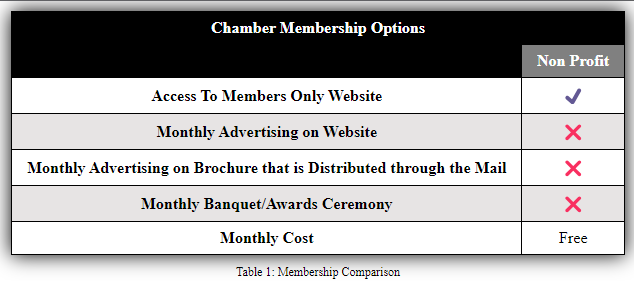 Chamber Membership Options
Non Profit
Access To Members Only Website
Monthly Advertising on Website
Monthly Advertising on Brochure that is Distributed through the Mail
Monthly Banquet/Awards Ceremony
Monthly Cost Free
Table 1: Membership Comparison